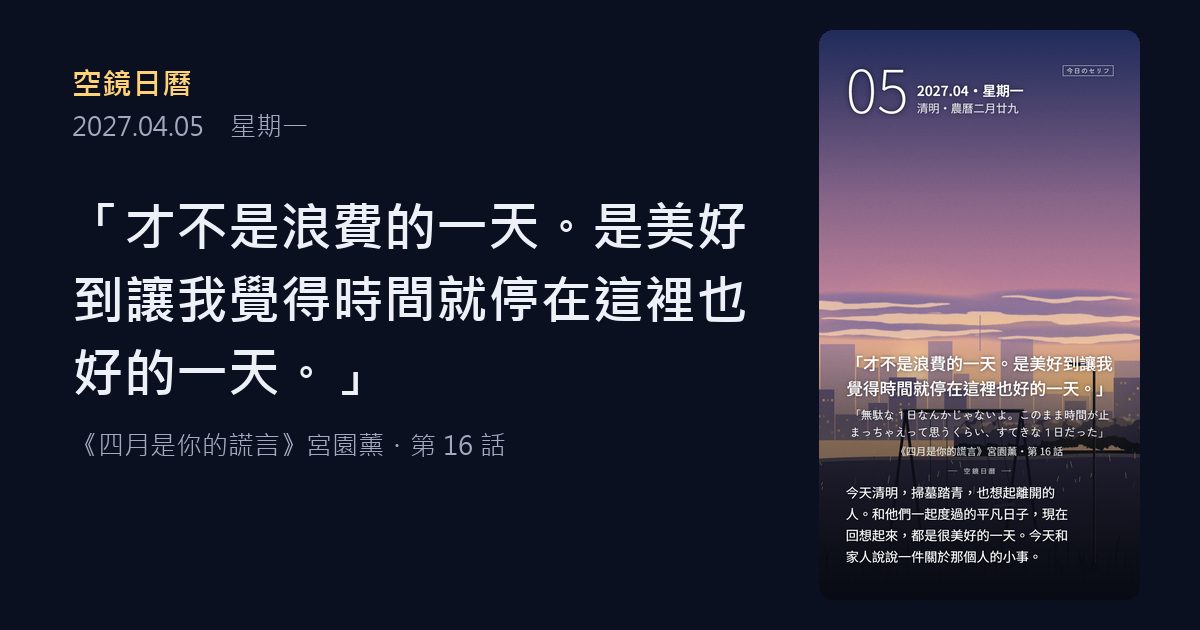 空鏡日曆
2027.04.05 星期一
「才不是浪費的一天。是美好
到讓我覺得時間就停在這裡也
好的一天。」
《四月是你的謊言》宮園薰・第 16 話
今日のセリフ
05
2027.04・星期一
清明・農曆二月廿九
「才不是浪費的一天。是美好到讓我
覺得時間就停在這裡也好的一天。」
「無駄な 1 日なんかじゃないよ。このまま時間が止
まっちゃえって思うくらい、すてきな 1 日だった」
《四月是你的謊言》宮園薰・第 16 話
— 空鏡日曆 —
今天清明，掃墓踏青，也想起離開的
人。和他們一起度過的平凡日子，現在
回想起來，都是很美好的一天。今天和
家人說說一件關於那個人的小事。